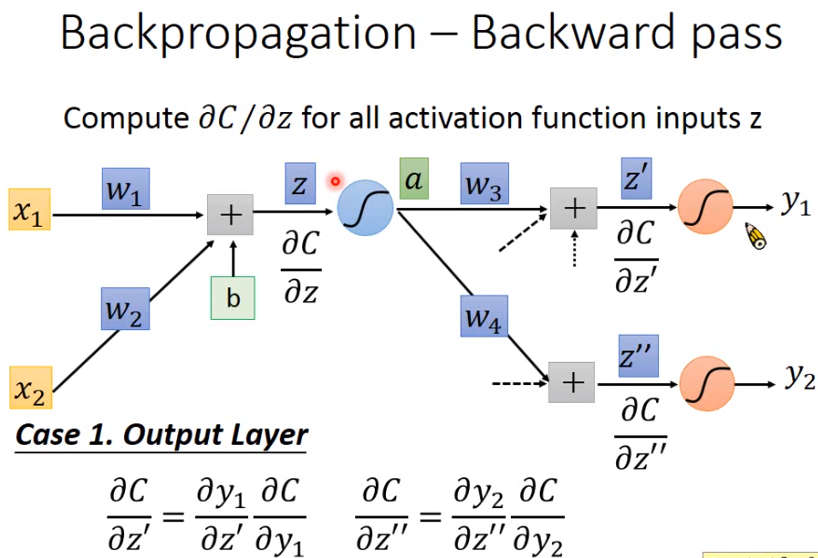 Backpropagation – Backward pass
Compute ∂C/∂z for all activation function inputs z
x₁ w₁ + z a w₃ + z′ y₁
∂C/∂z ∂C/∂z′
b
w₂ w₄
x₂ + z′′ y₂
∂C/∂z′′
Case 1. Output Layer
∂C/∂z′ = ∂y₁/∂z′ ∂C/∂y₁ ∂C/∂z′′ = ∂y₂/∂z′′ ∂C/∂y₂